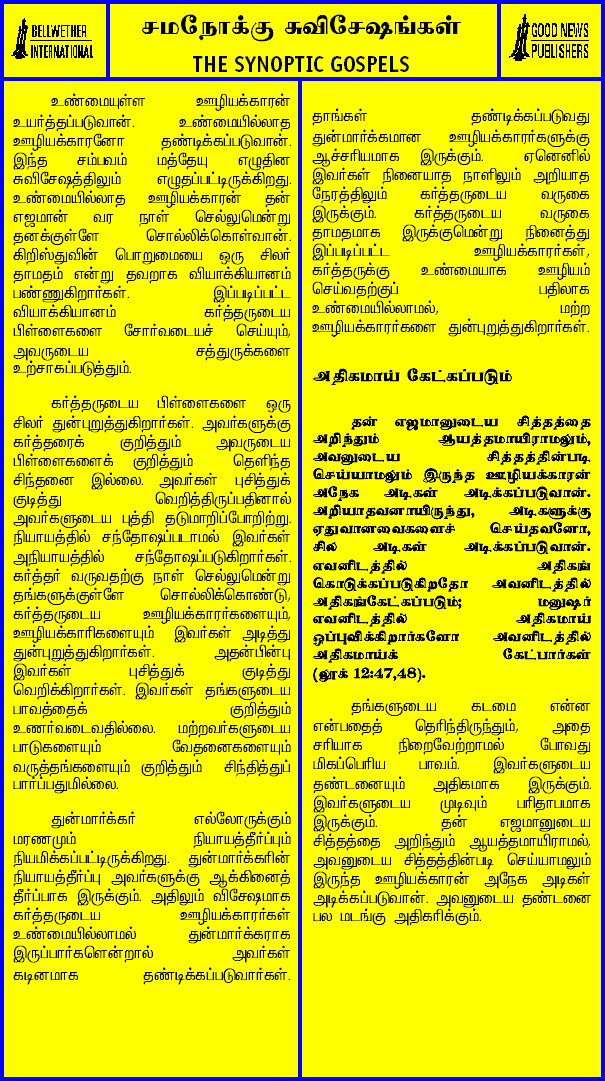 BELLWETHER
INTERNATIONAL
சமநோக்கு சுவிசேஷங்கள்
THE SYNOPTIC GOSPELS
GOOD NEWS
PUBLISHERS
உண்மையுள்ள ஊழியக்காரன்
உயர்த்தப்படுவான். உண்மையில்லாத
ஊழியக்காரனோ தண்டிக்கப்படுவான்.
இந்த சம்பவம் மத்தேயு எழுதின
சுவிசேஷத்திலும் எழுதப்பட்டிருக்கிறது.
உண்மையில்லாத ஊழியக்காரன் தன்
எஜமான் வர நாள் செல்லுமென்று
தனக்குள்ளே சொல்லிக்கொள்வான்.
கிறிஸ்துவின் பொறுமையை ஒரு சிலர்
தாமதம் என்று தவறாக வியாக்கியானம்
பண்ணுகிறார்கள். இப்படிப்பட்ட
வியாக்கியானம் கர்த்தருடைய
பிள்ளைகளை சோர்வடையச் செய்யும்,
அவருடைய சத்துருக்களை
உற்சாகப்படுத்தும்.
கர்த்தருடைய பிள்ளைகளை ஒரு
சிலர் துன்புறுத்துகிறார்கள். அவர்களுக்கு
கர்த்தரைக் குறித்தும் அவருடைய
பிள்ளைகளைக் குறித்தும் தெளிந்த
சிந்தனை இல்லை. அவர்கள் புசித்துக்
குடித்து வெறித்திருப்பதினால்
அவர்களுடைய புத்தி தடுமாறிப்போறிற்று.
நியாயத்தில் சந்தோஷப்படாமல் இவர்கள்
அநியாயத்தில் சந்தோஷப்படுகிறார்கள்.
கர்த்தர் வருவதற்கு நாள் செல்லுமென்று
தங்களுக்குள்ளே சொல்லிக்கொண்டு,
கர்த்தருடைய ஊழியக்காரர்களையும்,
ஊழியக்காரிகளையும் இவர்கள் அடித்து
துன்புறுத்துகிறார்கள். அதன்பின்பு
இவர்கள் புசித்துக் குடித்து
வெறிக்கிறார்கள். இவர்கள் தங்களுடைய
பாவத்தைக் குறித்தும்
உணர்வடைவதில்லை. மற்றவர்களுடைய
பாடுகளையும் வேதனைகளையும்
வருத்தங்களையும் குறித்தும் சிந்தித்துப்
பார்ப்பதுமில்லை.
துன்மார்க்கர் எல்லோருக்கும்
மரணமும் நியாயத்தீர்ப்பும்
நியமிக்கப்பட்டிருக்கிறது. துன்மார்க்கரின்
நியாயத்தீர்ப்பு அவர்களுக்கு ஆக்கினைத்
தீர்ப்பாக இருக்கும். அதிலும் விசேஷமாக
கர்த்தருடைய ஊழியக்காரர்கள்
உண்மையில்லாமல் துன்மார்க்கராக
இருப்பார்களென்றால் அவர்கள்
கடினமாக தண்டிக்கப்படுவார்கள்.
தாங்கள் தண்டிக்கப்படுவது
துன்மார்க்கமான ஊழியக்காரர்களுக்கு
ஆச்சரியமாக இருக்கும். ஏனெனில்
இவர்கள் நினையாத நாளிலும் அறியாத
நேரத்திலும் கர்த்தருடைய வருகை
இருக்கும். கர்த்தருடைய வருகை
தாமதமாக இருக்குமென்று நினைத்து
இப்படிப்பட்ட ஊழியக்காரர்கள்,
கர்த்தருக்கு உண்மையாக ஊழியம்
செய்வதற்குப் பதிலாக
உண்மையில்லாமல், மற்ற
ஊழியக்காரர்களை துன்புறுத்துகிறார்கள்.
அதிகமாய் கேட்கப்படும்
தன் எஜமானுடைய சித்தத்தை
அறிந்தும் ஆயத்தமாயிராமலும்,
அவனுடைய சித்தத்தின்படி
செய்யாமலும் இருந்த ஊழியக்காரன்
அநேக அடிகள் அடிக்கப்படுவான்.
அறியாதவனாயிருந்து, அடிகளுக்கு
ஏதுவானவைகளைச் செய்தவனோ,
சில அடிகள் அடிக்கப்படுவான்.
எவனிடத்தில் அதிகங்
கொடுக்கப்படுகிறதோ அவனிடத்தில்
அதிகங்கேட்கப்படும்; மனுஷர்
எவனிடத்தில் அதிகமாய்
ஒப்புவிக்கிறார்களோ அவனிடத்தில்
அதிகமாய்க் கேட்பார்கள்
(லூக் 12:47,48).
தங்களுடைய கடமை என்ன
என்பதைத் தெரிந்திருந்தும், அதை
சரியாக நிறைவேற்றாமல் போவது
மிகப்பெரிய பாவம். இவர்களுடைய
தண்டனையும் அதிகமாக இருக்கும்.
இவர்களுடைய முடிவும் பரிதாபமாக
இருக்கும். தன் எஜமானுடைய
சித்தத்தை அறிந்தும் ஆயத்தமாயிராமல்,
அவனுடைய சித்தத்தின்படி செய்யாமலும்
இருந்த ஊழியக்காரன் அநேக அடிகள்
அடிக்கப்படுவான். அவனுடைய தண்டனை
பல மடங்கு அதிகரிக்கும்.